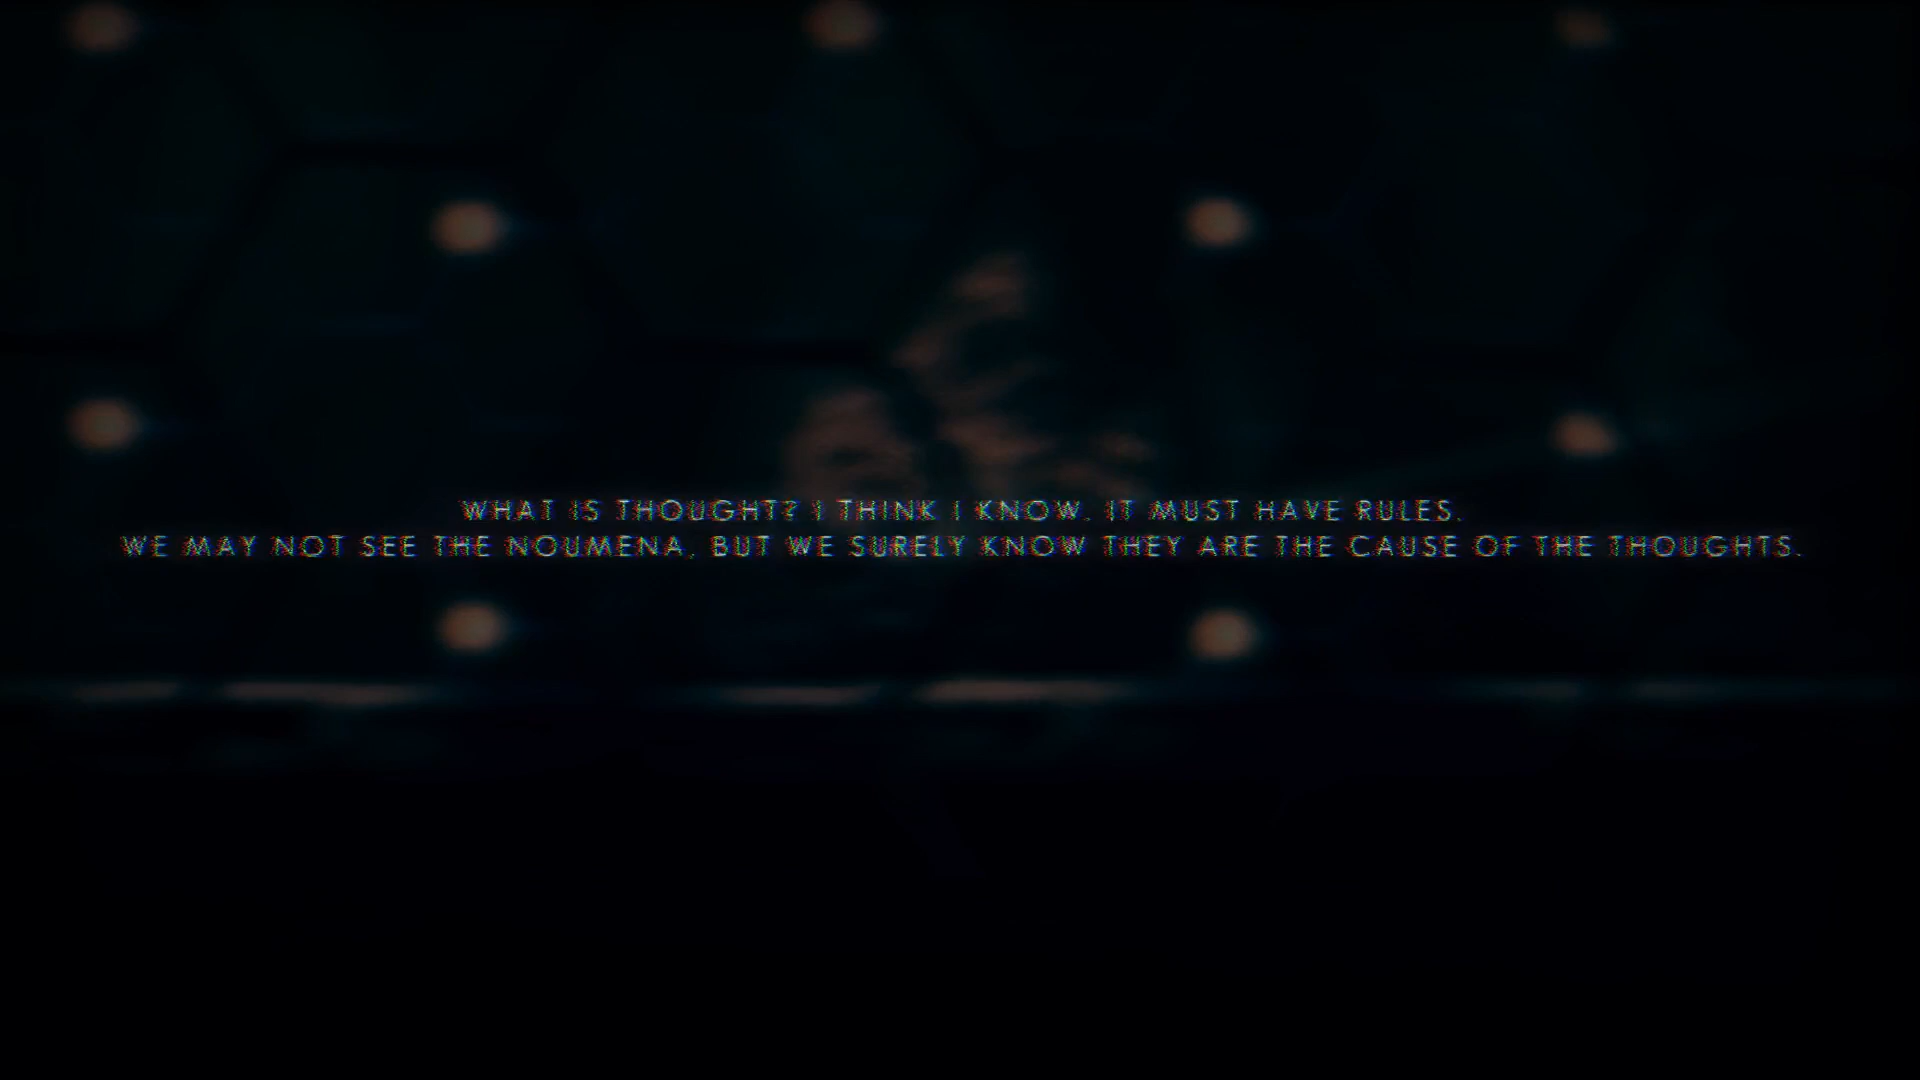 WHAT IS THOUGHT? I THINK I KNOW. IT MUST HAVE RULES.
WE MAY NOT SEE THE NOUMENA, BUT WE SURELY KNOW THEY ARE THE CAUSE OF THE THOUGHTS.